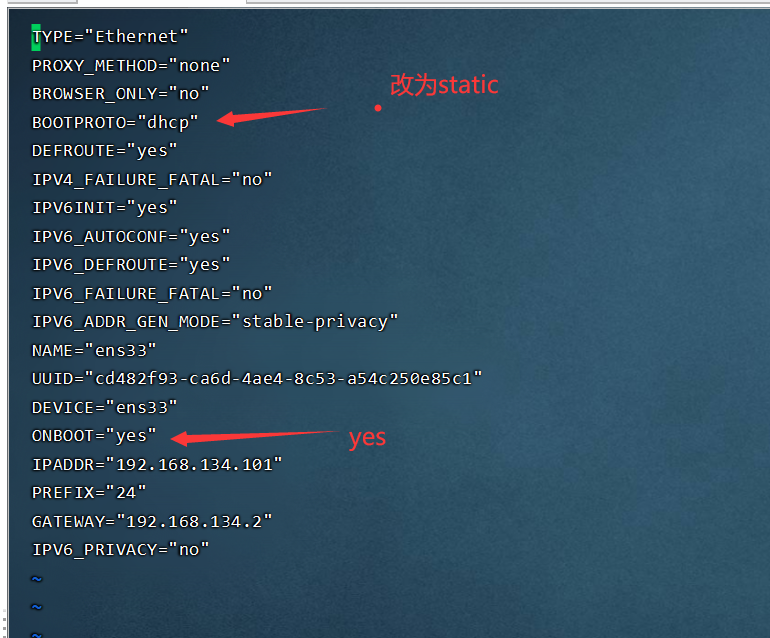 TYPE="Ethernet"
PROXY_METHOD="none"
改为static
BROWSER_ONLY="no"
BOOTPROTO="dhcp"
DEFROUTE="yes"
IPV4_FAILURE_FATAL="no"
IPV6INIT="yes"
IPV6_AUTOCONF="yes"
IPV6_DEFROUTE="yes"
IPV6_FAILURE_FATAL="no"
IPV6_ADDR_GEN_MODE="stable-privacy"
NAME="ens33"
UUID="cd482f93-ca6d-4ae4-8c53-a54c250e85c1"
DEVICE="ens33"
ONBOOT="yes"
yes
IPADDR="192.168.134.101"
PREFIX="24"
GATEWAY="192.168.134.2"
IPV6_PRIVACY="no"
~
~
~